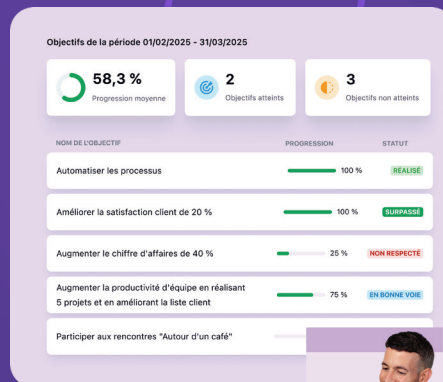 Objectifs de la période 01/02/2025 - 31/03/2025
58,3 %
Progression moyenne
2
Objectifs atteints
3
Objectifs non atteints
NOM DE L'OBJECTIF PROGRESSION STATUT
Automatiser les processus 100 % RÉALISÉ
Améliorer la satisfaction client de 20 % 100 % SURPASSÉ
Augmenter le chiffre d'affaires de 40 % 25 % NON RESPECTÉ
Augmenter la productivité d'équipe en réalisant
5 projets et en améliorant la liste client 75 % EN BONNE VOIE
Participer aux rencontres "Autour d'un café"